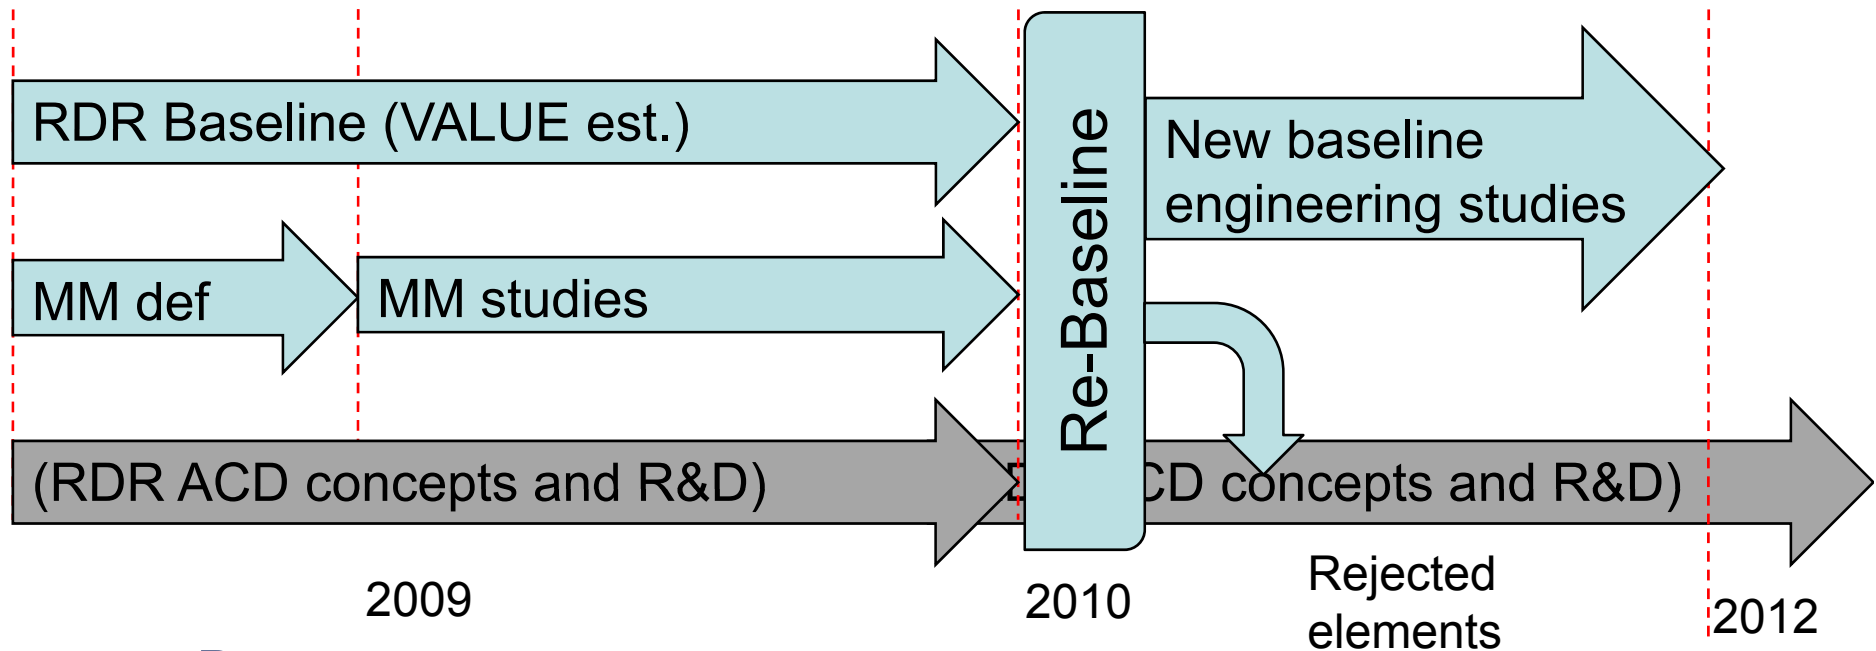 RDR Baseline (VALUE est.)
New baseline
engineering studies
MM def
MM studies
Re-Baseline
(RDR ACD concepts and R&D)
CD concepts and R&D)
2009
2010
Rejected
elements
2012